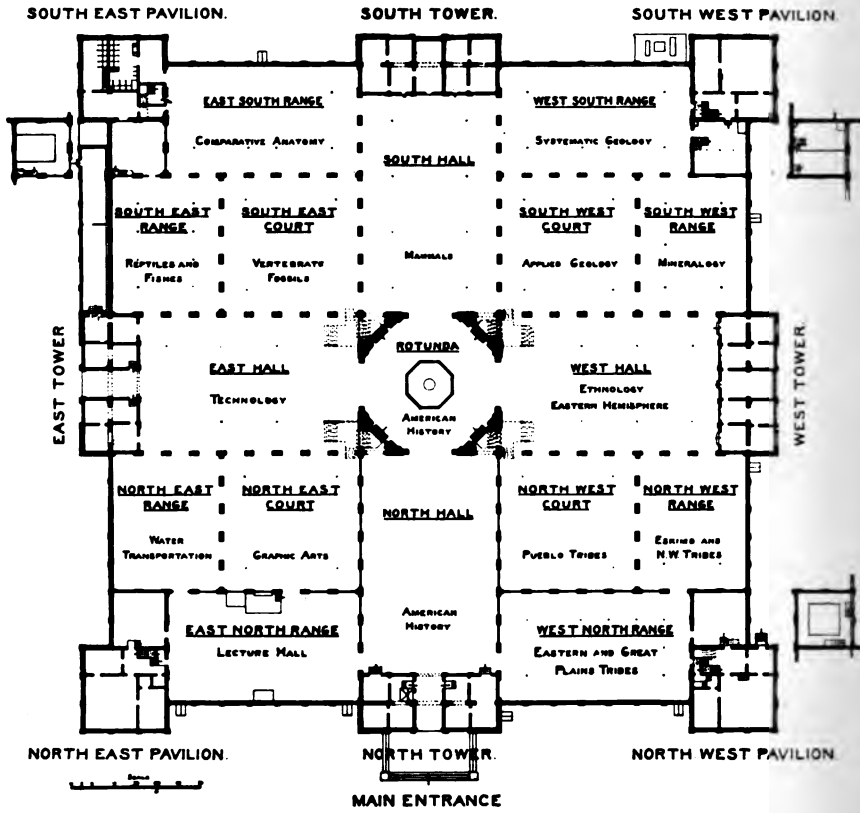 SOUTH EAST PAVILION.
SOUTH TOWER.
SOUTH WEST PAVILION
EAST SOUTH RANGE
COMPARATIVE ANATOMY
SOUTH HALL
WEST SOUTH RANGE
SYSTEMATIC GEOLOGY
SOUTH EAST
RANGE
REPTILES AND
FISHES
SOUTH EAST
COURT
VERTEBRATE
FOSSILS
MAMMALS
SOUTH WEST
COURT
APPLIED GEOLOGY
SOUTH WEST
RANGE
MINERALOGY
EAST TOWER
EAST HALL
TECHNOLOGY
ROTUNDA
AMERICAN
HISTORY
WEST HALL
ETHNOLOGY
EASTERN HEMISPHERE
WEST TOWER.
NORTH EAST
RANGE
WATER
TRANSPORTATION
NORTH EAST
COURT
GRAPHIC ARTS
NORTH HALL
AMERICAN
HISTORY
NORTH WEST
COURT
PUEBLO TRIBES
NORTH WEST
RANGE
ESKIMO AND
N.W. TRIBES
EAST NORTH RANGE
LECTURE HALL
WEST NORTH RANGE
EASTERN AND GREAT
PLAINS TRIBES
NORTH EAST PAVILION.
NORTH TOWER.
NORTH WEST PAVILION
SCALE
MAIN ENTRANCE